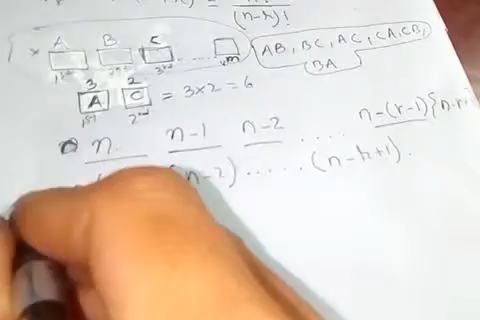 (n-r)!
A B C
1st 2nd 3rd ..... m
AB, BC, AC, CA, CB,
BA
3 2
A C = 3×2 = 6
1st 2nd
n n-1 n-2 .... n-(r-1)
n-2) ...... (n-r+1).